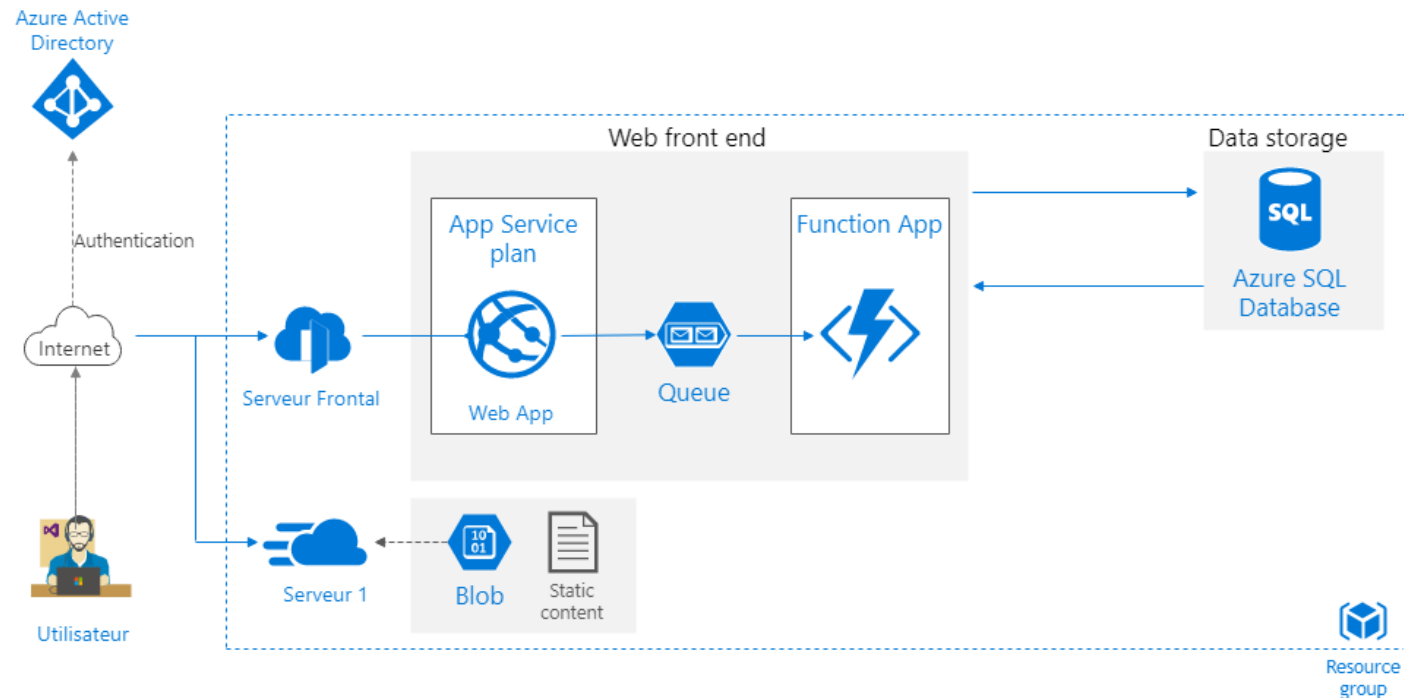 Azure Active
Directory
Authentication
Internet
Utilisateur
Serveur Frontal
Serveur 1
Web front end
App Service
plan
Web App
Queue
Function App
Data storage
SQL
Azure SQL
Database
10
01
Blob
Static
content
Resource
group